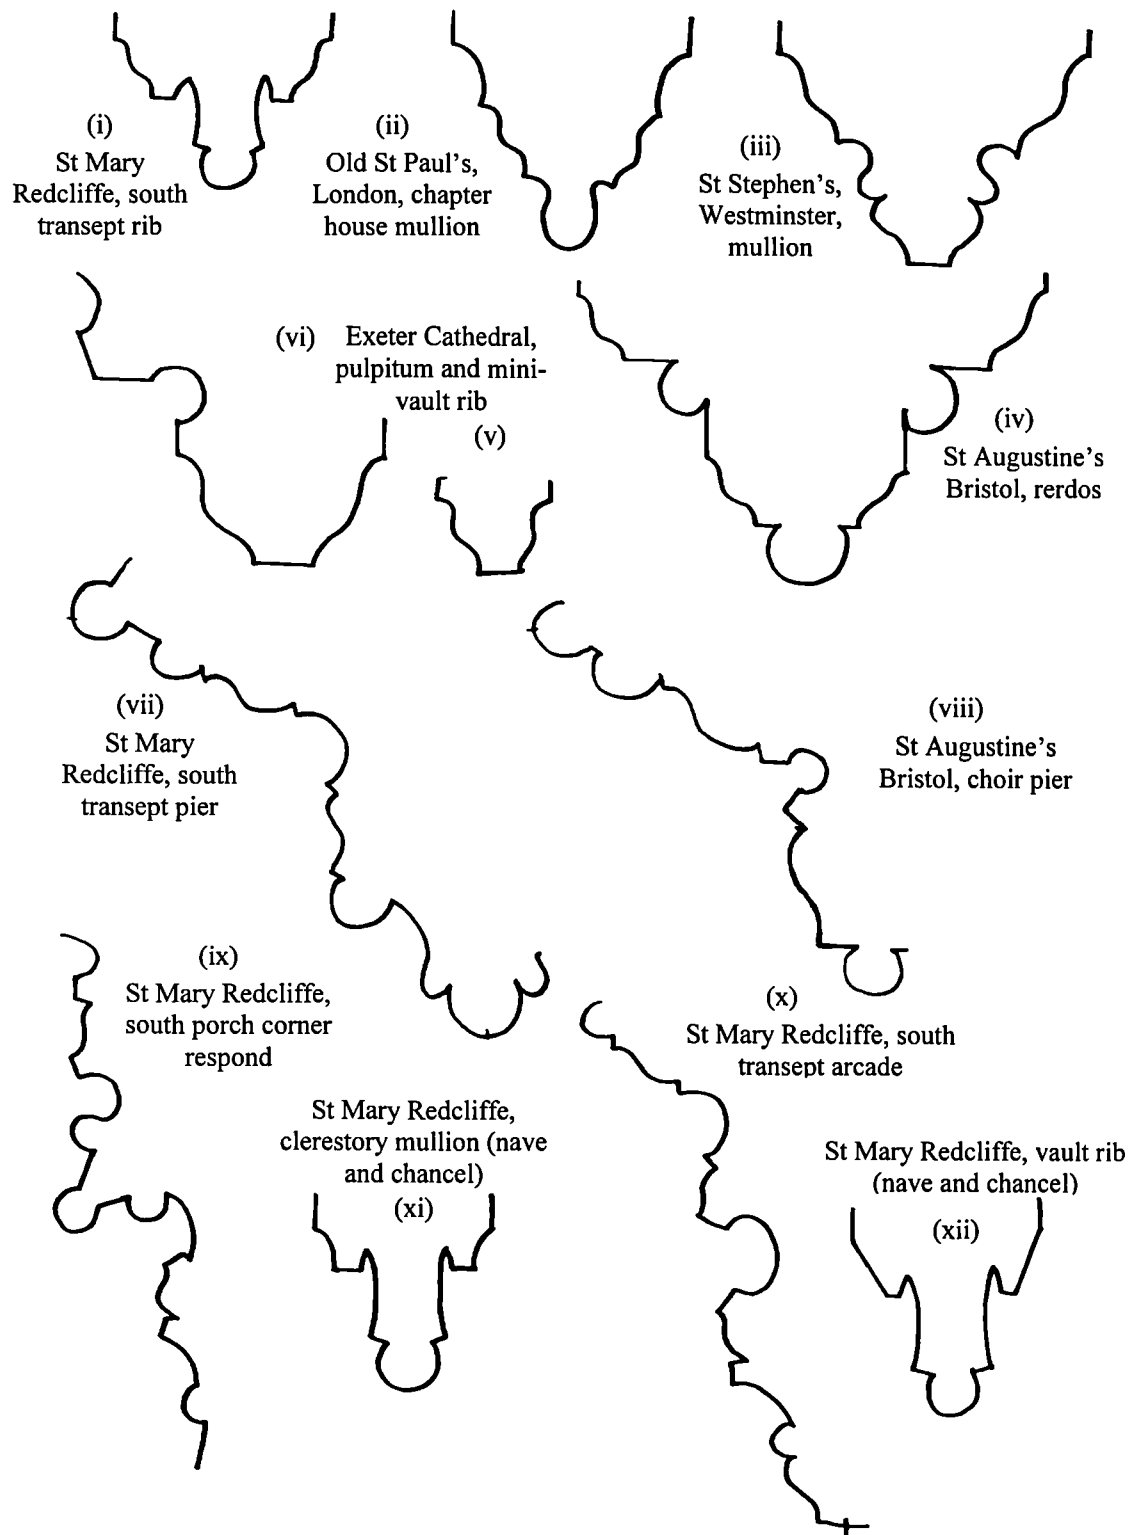 (i)
St Mary
Redcliffe, south
transept rib
(ii)
Old St Paul's,
London, chapter
house mullion
(iii)
St Stephen's,
Westminster,
mullion
(vi) Exeter Cathedral,
pulpitum and mini-
vault rib
(v)
(iv)
St Augustine's
Bristol, rerdos
(vii)
St Mary
Redcliffe, south
transept pier
(viii)
St Augustine's
Bristol, choir pier
(ix)
St Mary Redcliffe,
south porch corner
respond
(x)
St Mary Redcliffe, south
transept arcade
St Mary Redcliffe,
clerestory mullion (nave
and chancel)
(xi)
St Mary Redcliffe, vault rib
(nave and chancel)
(xii)